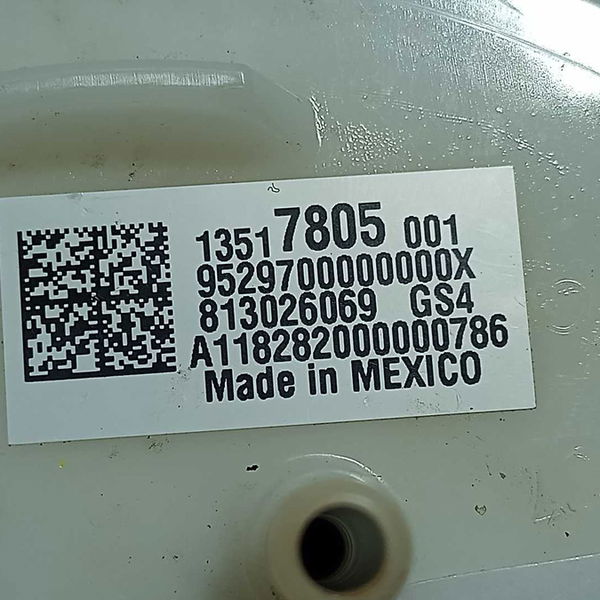 13517805 001
9529700000000X
813026069 GS4
A118282000000786
Made in MEXICO